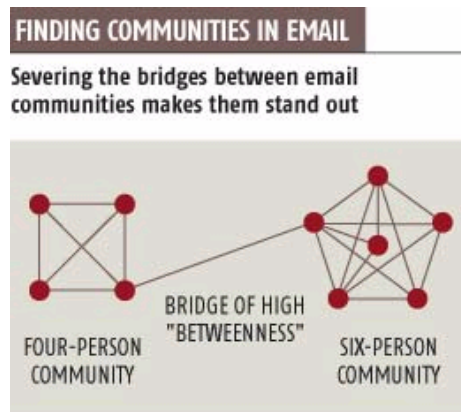 FINDING COMMUNITIES IN EMAIL
Severing the bridges between email
communities makes them stand out
BRIDGE OF HIGH
"BETWEENNESS"
FOUR-PERSON
COMMUNITY
SIX-PERSON
COMMUNITY